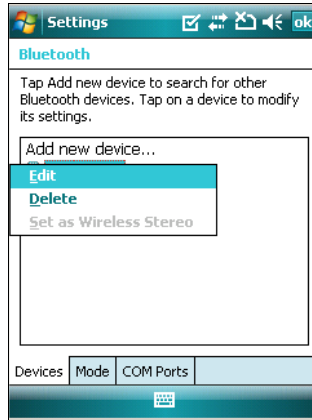 Settings
ok
Bluetooth
Tap Add new device to search for other
Bluetooth devices. Tap on a device to modify
its settings.
Add new device...
Edit
Delete
Set as Wireless Stereo
Devices
Mode
COM Ports